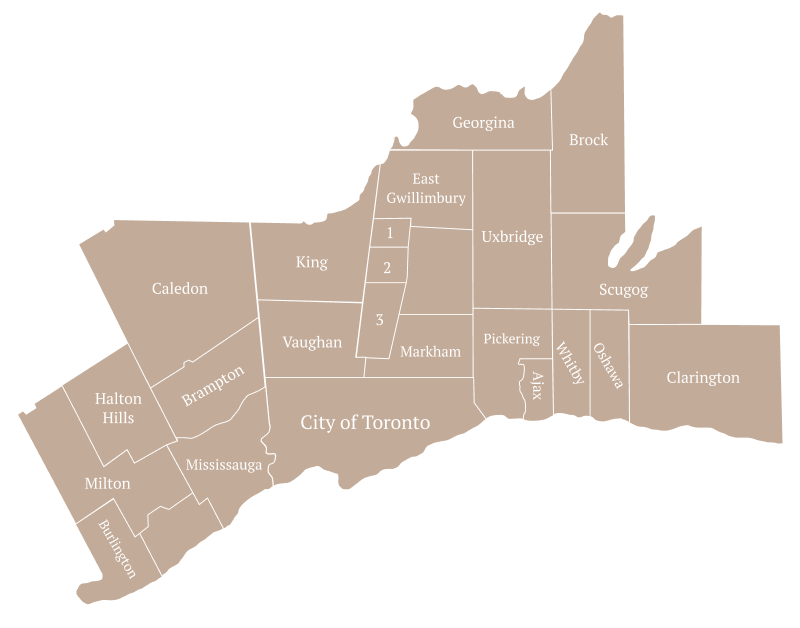 Georgina
Brock
East
Gwillimbury
1
Uxbridge
King
2
Caledon
Scugog
3
Vaughan
Pickering
Markham
Whitby
Oshawa
Clarington
Ajax
Brampton
Halton
Hills
City of Toronto
Mississauga
Milton
Burlington